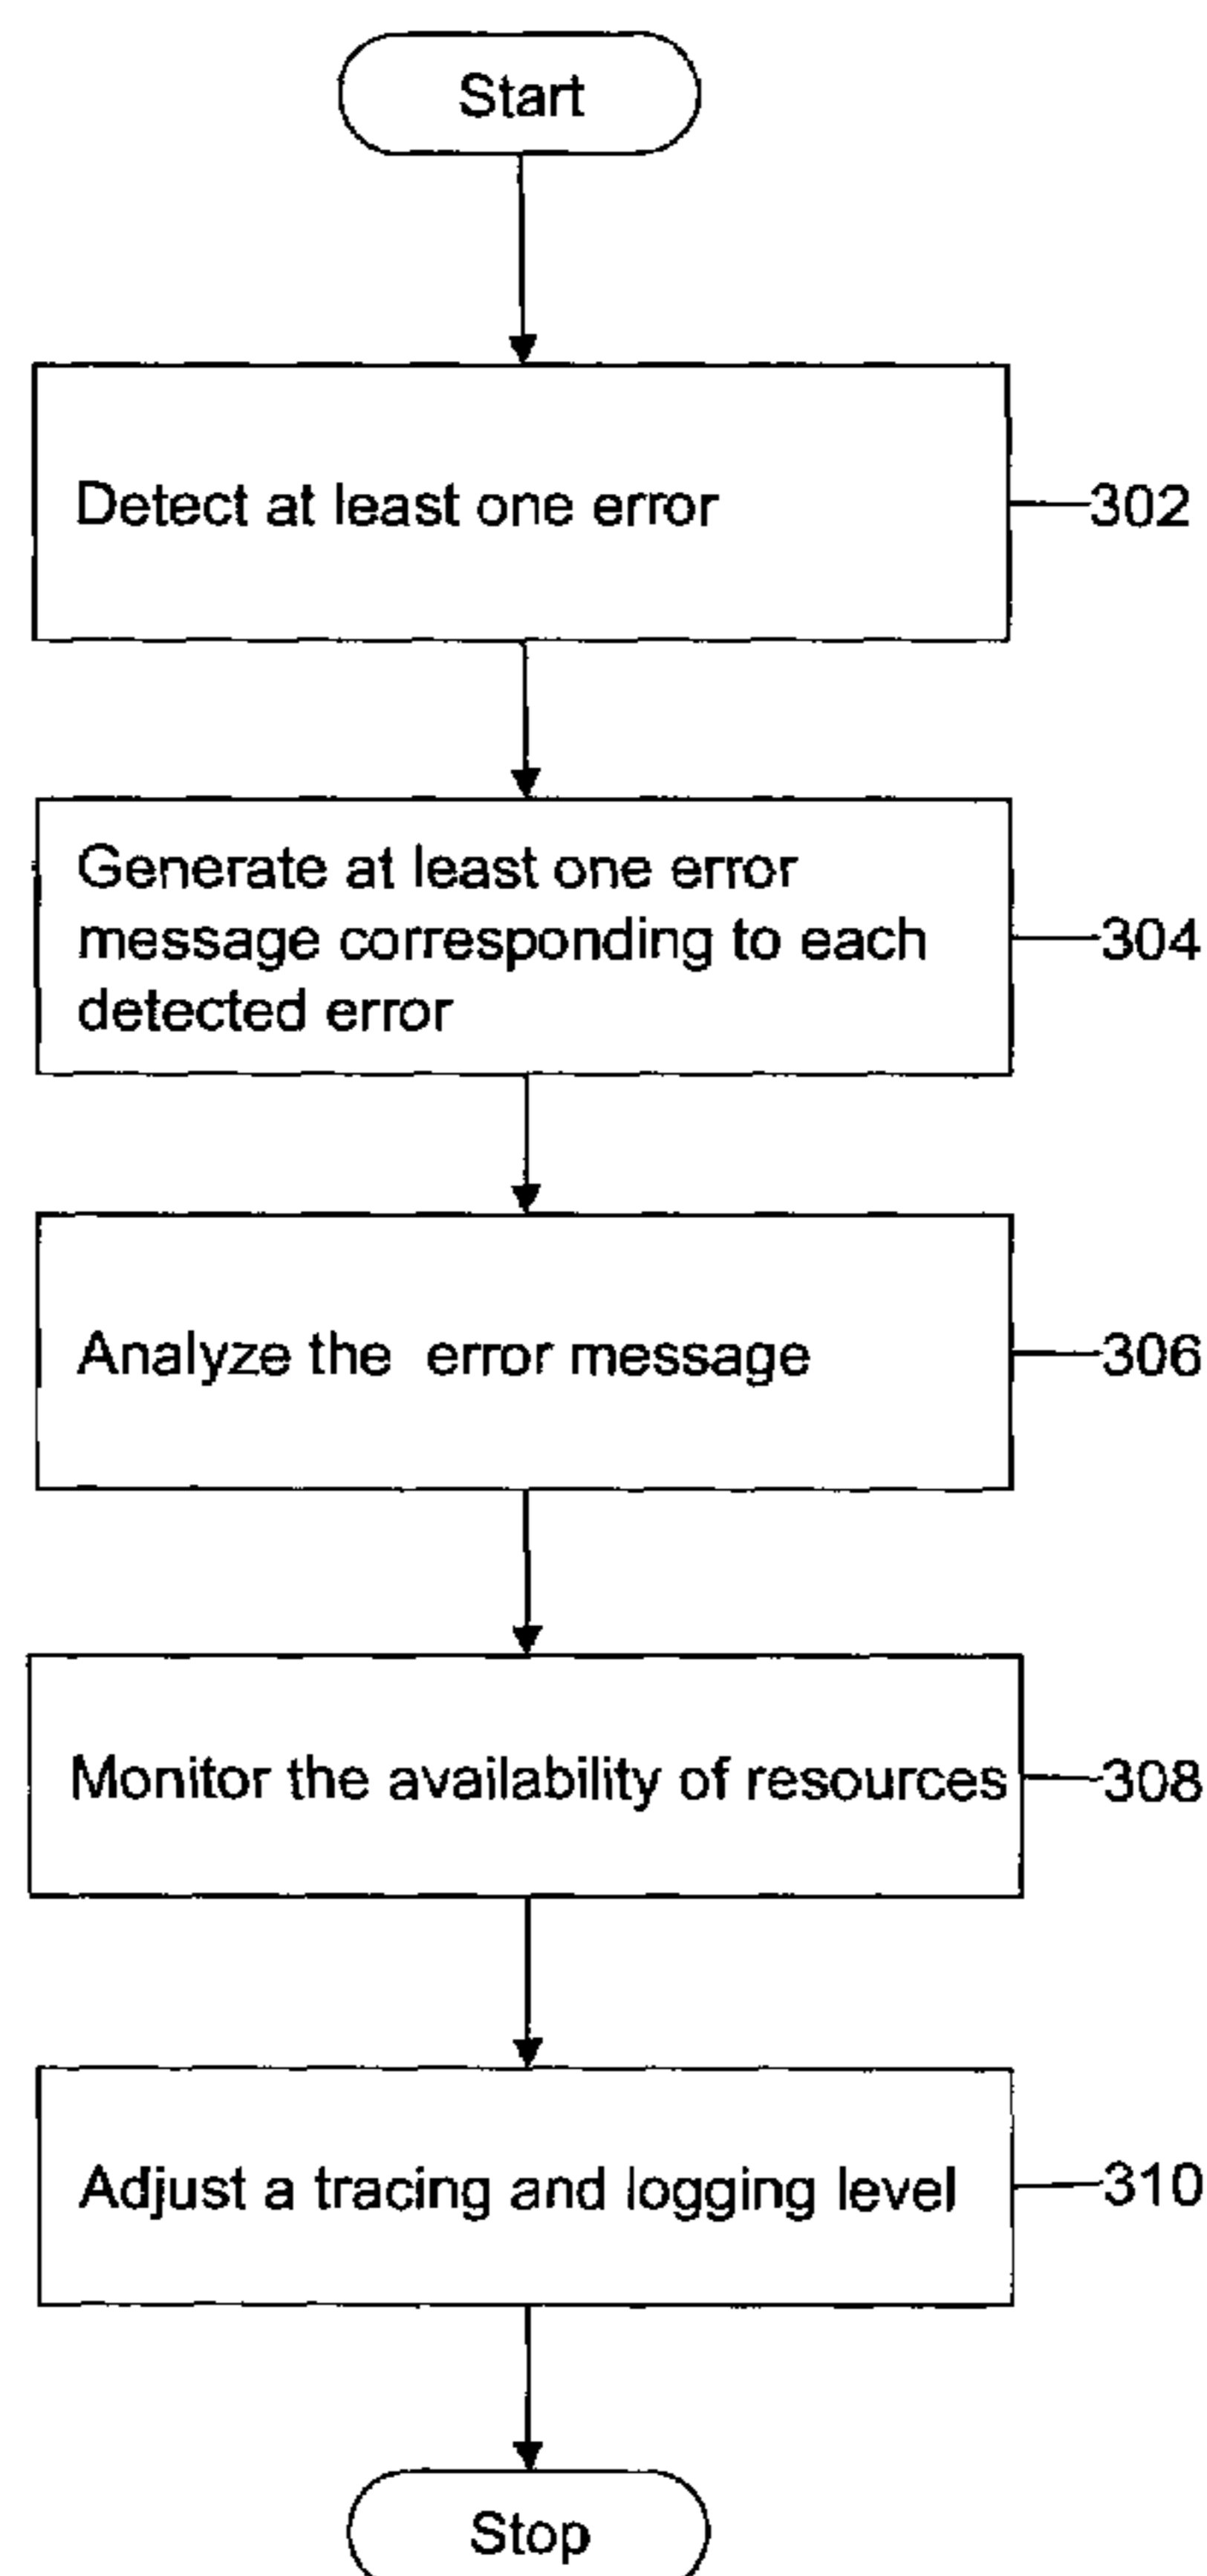 Start
Detect at least one error
302
Generate at least one error
message corresponding to each
detected error
304
Analyze the error message
306
Monitor the availability of resources
308
Adjust a tracing and logging level
310
Stop